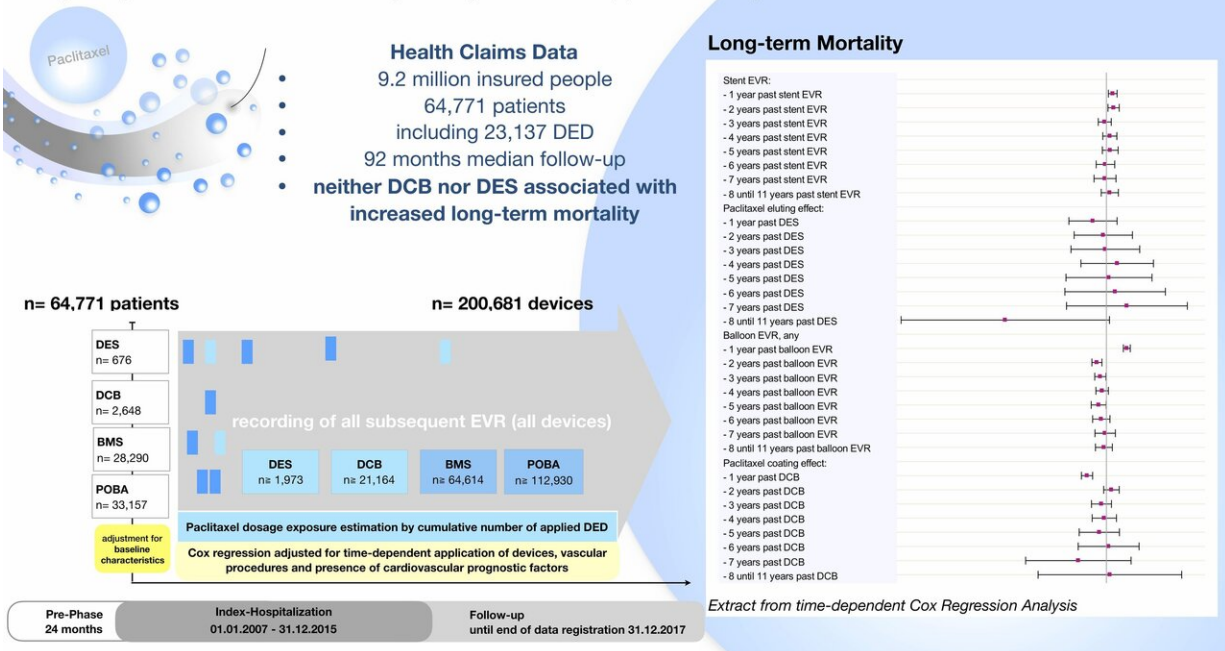 Paclitaxel
Health Claims Data
• 9.2 million insured people
• 64,771 patients
• including 23,137 DED
• 92 months median follow-up
• neither DCB nor DES associated with
increased long-term mortality
n= 64,771 patients
n= 200,681 devices
DES
n= 676
DCB
n= 2,648
BMS
n= 28,290
POBA
n= 33,157
adjustment for
baseline
characteristics
recording of all subsequent EVR (all devices)
DES
n≥ 1,973
DCB
n≥ 21,164
BMS
n≥ 64,614
POBA
n≥ 112,930
Paclitaxel dosage exposure estimation by cumulative number of applied DED
Cox regression adjusted for time-dependent application of devices, vascular
procedures and presence of cardiovascular prognostic factors
Pre-Phase
24 months
Index-Hospitalization
01.01.2007 - 31.12.2015
Follow-up
until end of data registration 31.12.2017
Long-term Mortality
Stent EVR:
- 1 year past stent EVR
- 2 years past stent EVR
- 3 years past stent EVR
- 4 years past stent EVR
- 5 years past stent EVR
- 6 years past stent EVR
- 7 years past stent EVR
- 8 until 11 years past stent EVR
Paclitaxel eluting effect:
- 1 year past DES
- 2 years past DES
- 3 years past DES
- 4 years past DES
- 5 years past DES
- 6 years past DES
- 7 years past DES
- 8 until 11 years past DES
Balloon EVR, any
- 1 year past balloon EVR
- 2 years past balloon EVR
- 3 years past balloon EVR
- 4 years past balloon EVR
- 5 years past balloon EVR
- 6 years past balloon EVR
- 7 years past balloon EVR
- 8 until 11 years past balloon EVR
Paclitaxel coating effect:
- 1 year past DCB
- 2 years past DCB
- 3 years past DCB
- 4 years past DCB
- 5 years past DCB
- 6 years past DCB
- 7 years past DCB
- 8 until 11 years past DCB
Extract from time-dependent Cox Regression Analysis